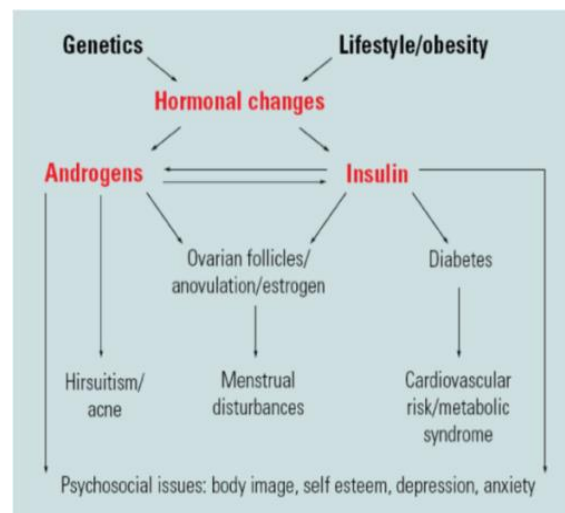 Genetics Lifestyle/obesity
Hormonal changes
Androgens Insulin
Ovarian follicles/
anovulation/estrogen
Diabetes
Hirsuitism/
acne
Menstrual
disturbances
Cardiovascular
risk/metabolic
syndrome
Psychosocial issues: body image, self esteem, depression, anxiety